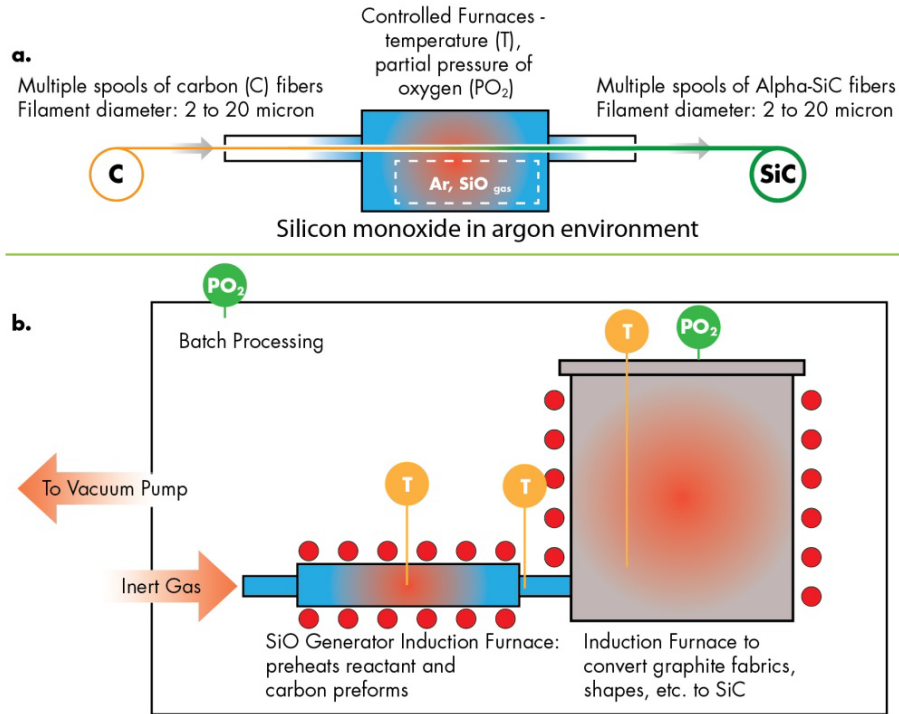 a.
Controlled Furnaces -
temperature (T),
partial pressure of
oxygen (PO₂)
Multiple spools of carbon (C) fibers
Filament diameter: 2 to 20 micron
Multiple spools of Alpha-SiC fibers
Filament diameter: 2 to 20 micron
C
Ar, SiO gas
SiC
Silicon monoxide in argon environment
b.
PO₂
Batch Processing
T
PO₂
To Vacuum Pump
T
T
Inert Gas
SiO Generator Induction Furnace:
preheats reactant and
carbon preforms
Induction Furnace to
convert graphite fabrics,
shapes, etc. to SiC